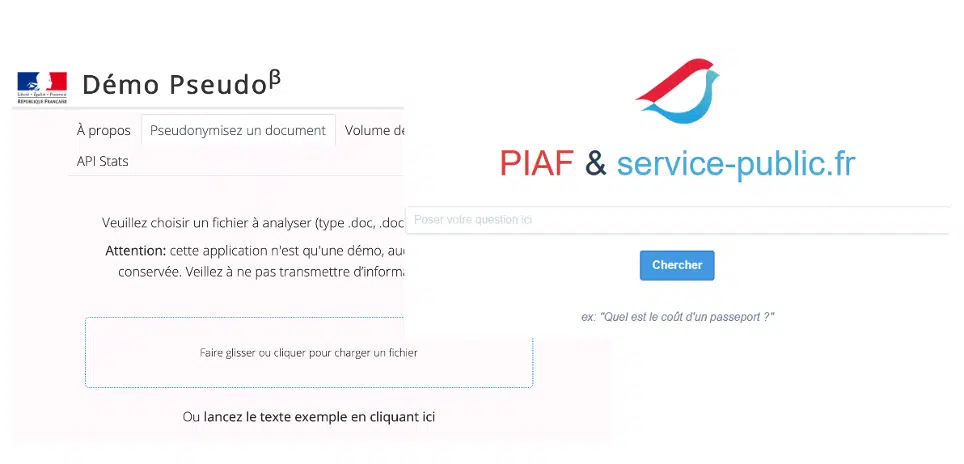 Démo Pseudoβ
Liberté • Égalité • Fraternité
RÉPUBLIQUE FRANÇAISE
À propos
Pseudonymisez un document
Volume de
API Stats
Veuillez choisir un fichier à analyser (type .doc, .doc
Attention: cette application n'est qu'une démo, au
conservée. Veillez à ne pas transmettre d'informa
Faire glisser ou cliquer pour charger un fichier
Ou lancez le texte exemple en cliquant ici
PIAF & service-public.fr
Poser votre question ici
Chercher
ex: "Quel est le coût d'un passeport ?"